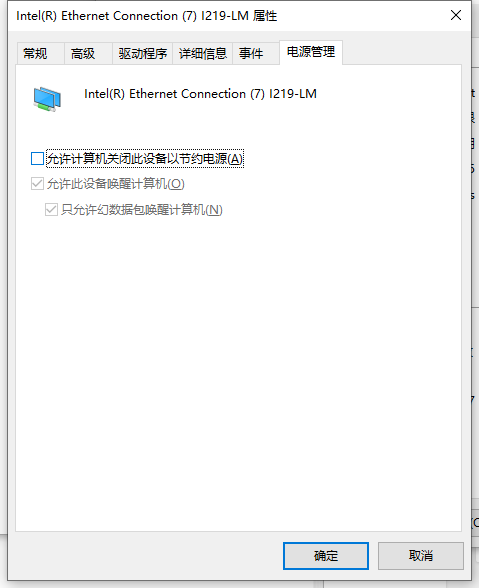 Intel(R) Ethernet Connection (7) I219-LM 属性
常规 高级 驱动程序 详细信息 事件 电源管理
Intel(R) Ethernet Connection (7) I219-LM
允许计算机关闭此设备以节约电源(A)
允许此设备唤醒计算机(O)
只允许幻数据包唤醒计算机(N)
确定 取消